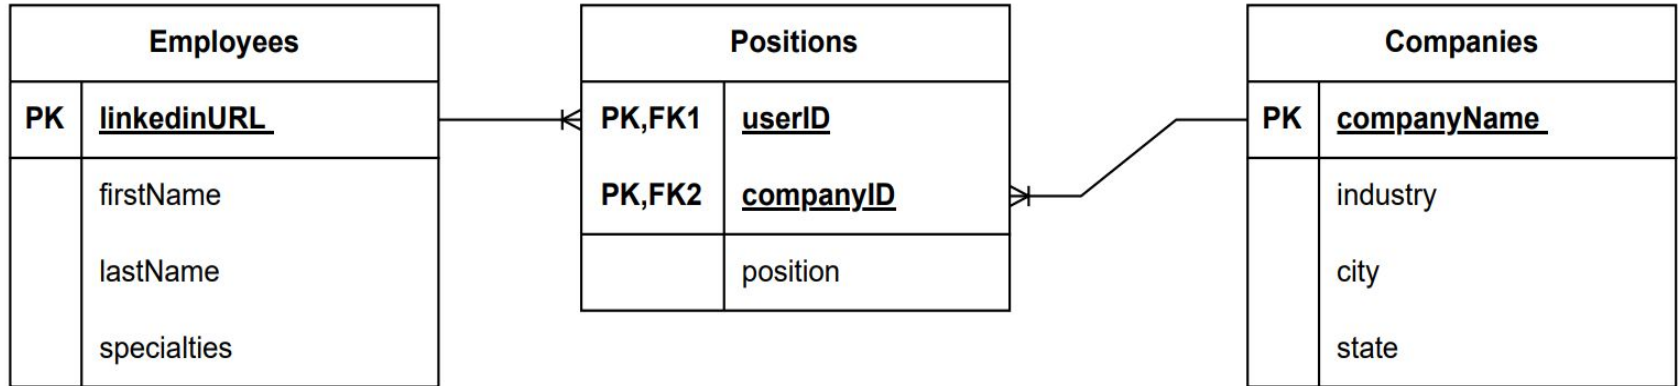 Employees
PK linkedinURL
firstName
lastName
specialties
Positions
PK,FK1 userID
PK,FK2 companyID
position
Companies
PK companyName
industry
city
state